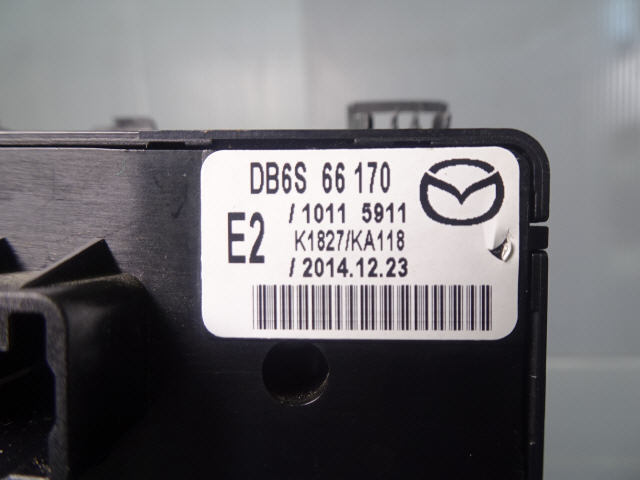 DB6S 66 170
/ 1011 5911
E2
K1827/KA118
/ 2014.12.23